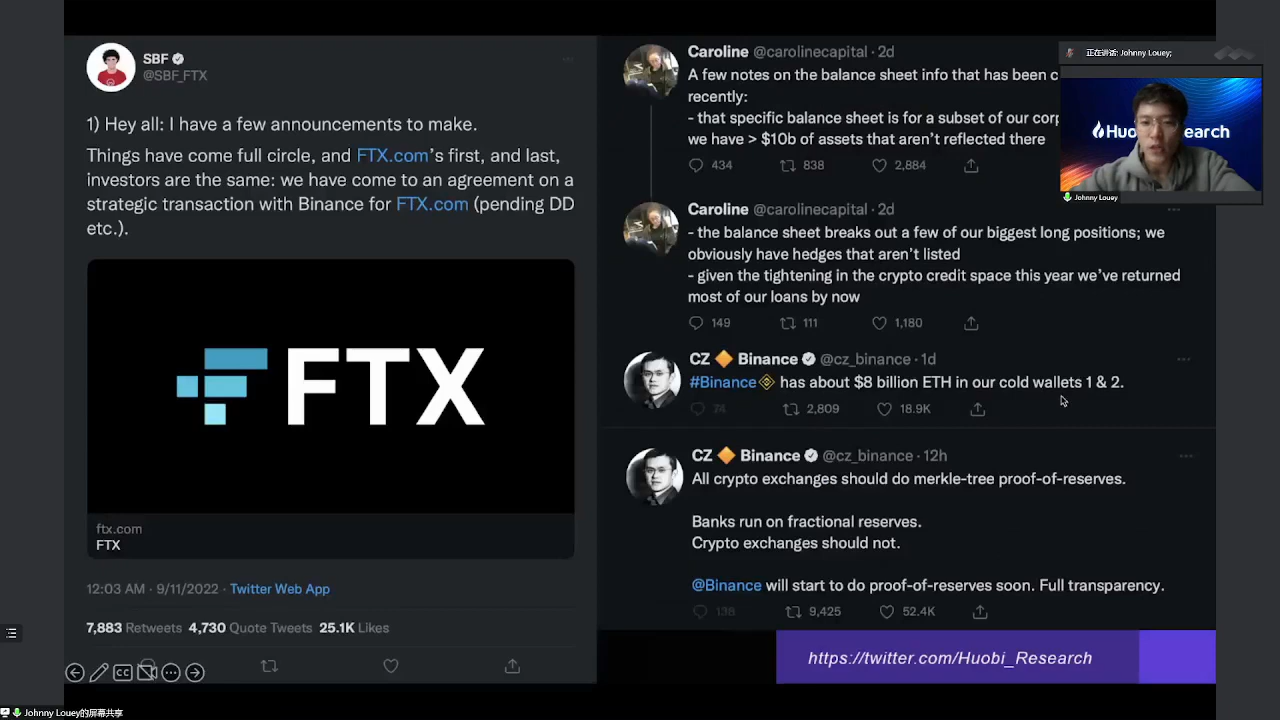 SBF
@SBF_FTX
1) Hey all: I have a few announcements to make.
Things have come full circle, and FTX.com's first, and last,
investors are the same: we have come to an agreement on a
strategic transaction with Binance for FTX.com (pending DD
etc.).
FTX
ftx.com
FTX
12:03 AM · 9/11/2022 · Twitter Web App
7,883 Retweets 4,730 Quote Tweets 25.1K Likes
Caroline @carolinecapital · 2d
A few notes on the balance sheet info that has been c
recently:
- that specific balance sheet is for a subset of our corp
we have > $10b of assets that aren't reflected there
434 838 2,884
Caroline @carolinecapital · 2d
- the balance sheet breaks out a few of our biggest long positions; we
obviously have hedges that aren't listed
- given the tightening in the crypto credit space this year we've returned
most of our loans by now
149 111 1,180
CZ Binance @cz_binance · 1d
#Binance has about $8 billion ETH in our cold wallets 1 & 2.
74 2,809 18.9K
CZ Binance @cz_binance · 12h
All crypto exchanges should do merkle-tree proof-of-reserves.
Banks run on fractional reserves.
Crypto exchanges should not.
@Binance will start to do proof-of-reserves soon. Full transparency.
138 9,425 52.4K
https://twitter.com/Huobi_Research
正在讲话: Johnny Louey;
Huobi Research
Johnny Louey
CC
Johnny Louey的屏幕共享